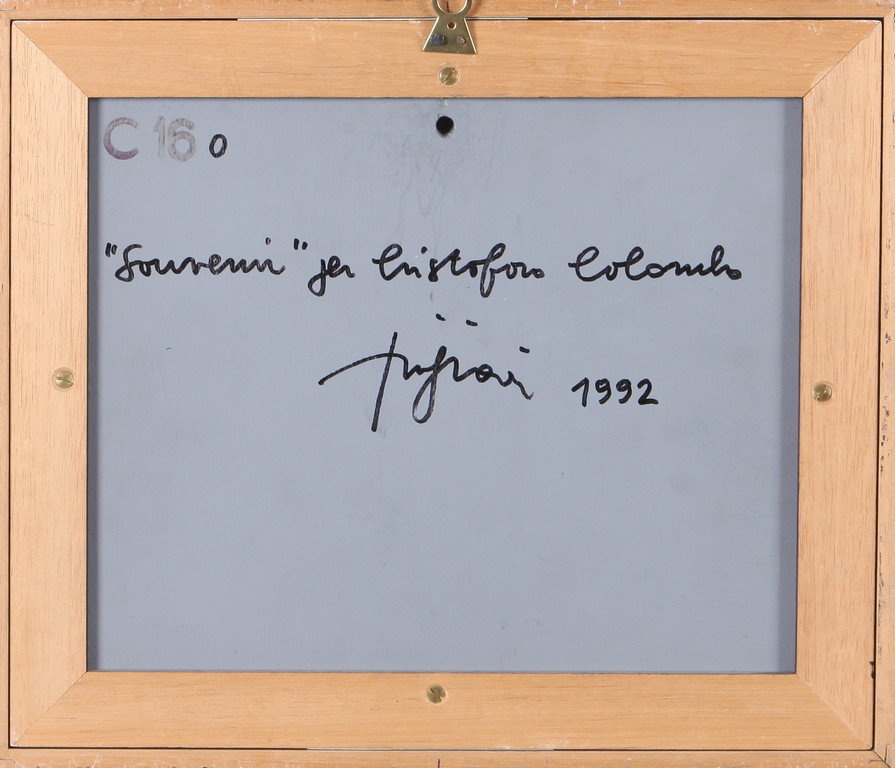 C 16 0
"Souvenir" per Cristoforo Colombo
1992